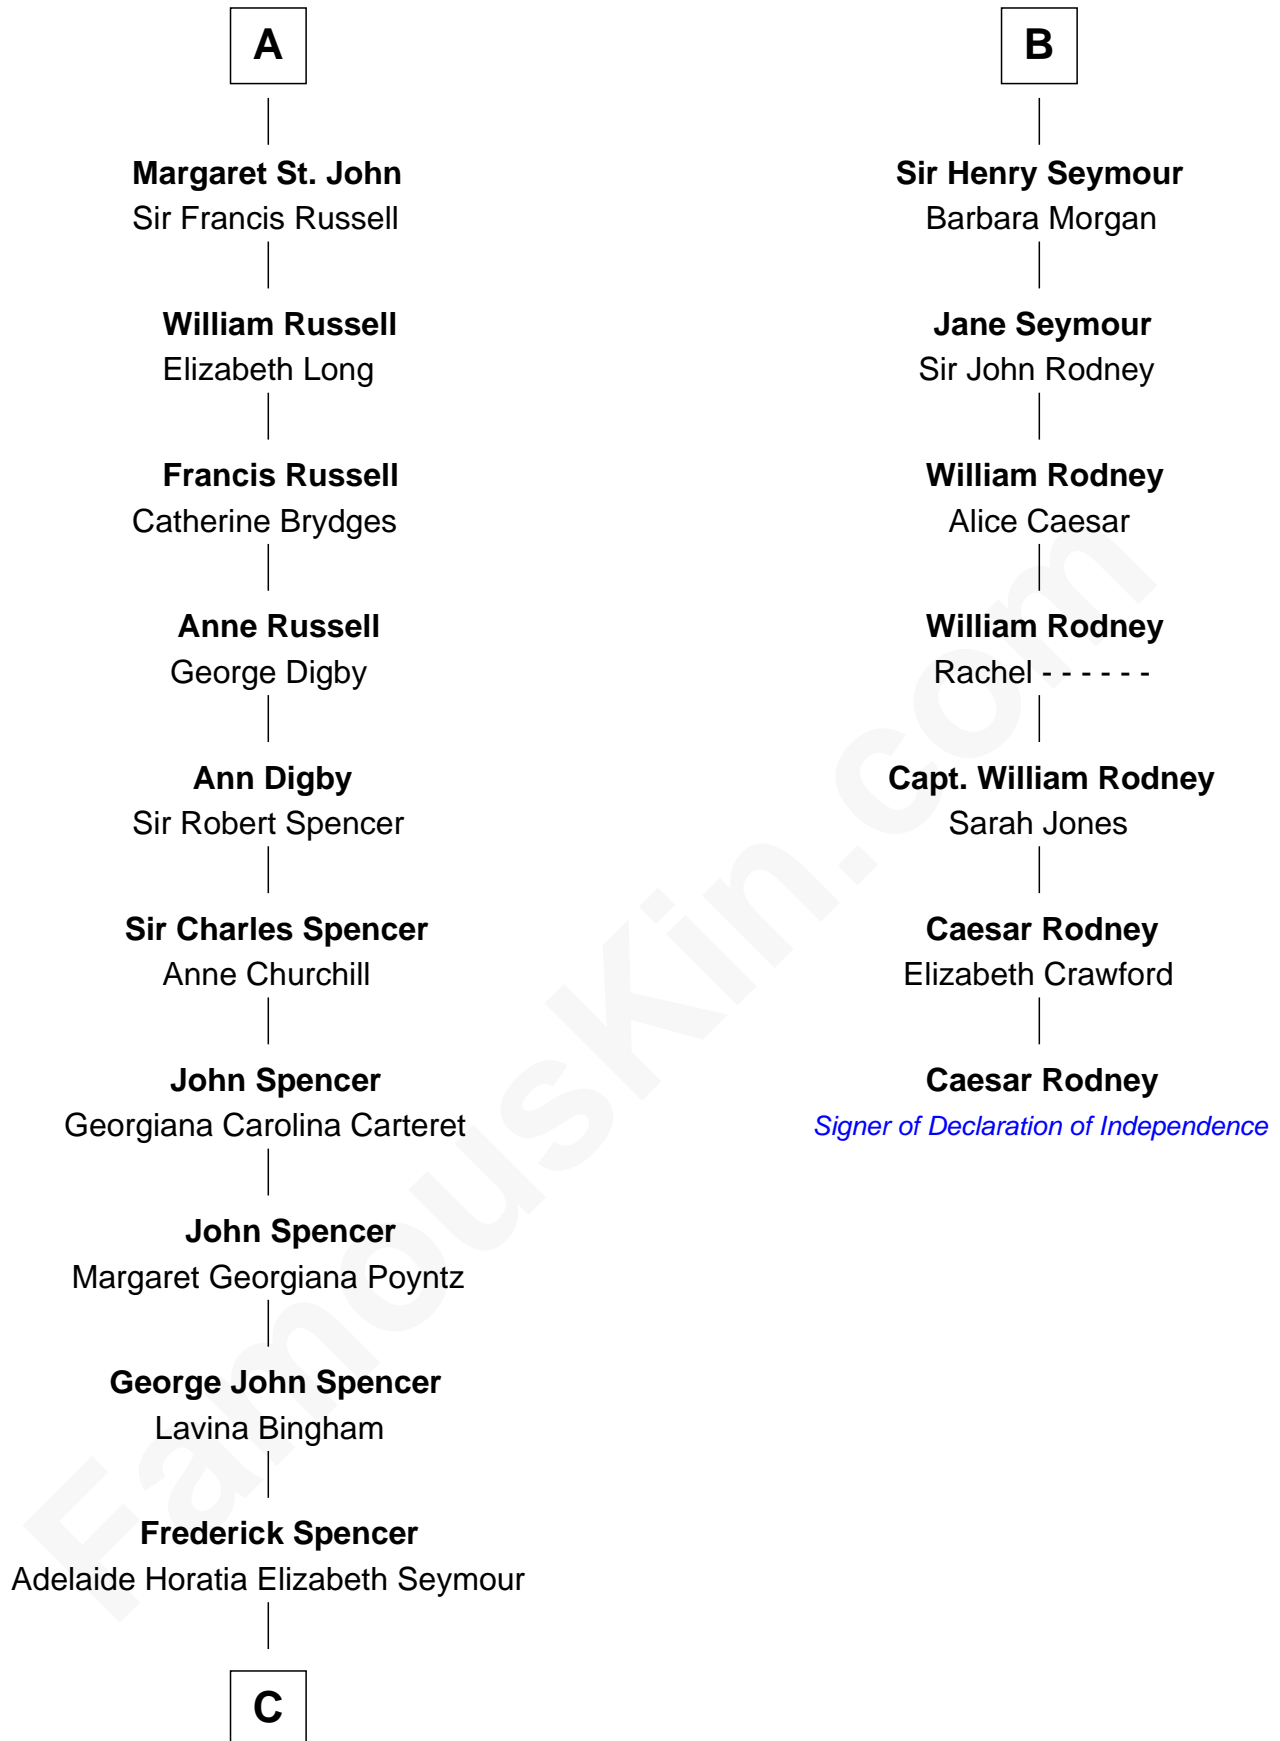 A
Margaret St. John
Sir Francis Russell
William Russell
Elizabeth Long
Francis Russell
Catherine Brydges
Anne Russell
George Digby
Ann Digby
Sir Robert Spencer
Sir Charles Spencer
Anne Churchill
John Spencer
Georgiana Carolina Carteret
John Spencer
Margaret Georgiana Poyntz
George John Spencer
Lavina Bingham
Frederick Spencer
Adelaide Horatia Elizabeth Seymour
C
B
Sir Henry Seymour
Barbara Morgan
Jane Seymour
Sir John Rodney
William Rodney
Alice Caesar
William Rodney
Rachel - - - - - -
Capt. William Rodney
Sarah Jones
Caesar Rodney
Elizabeth Crawford
Caesar Rodney
Signer of Declaration of Independence
FamousKin.com